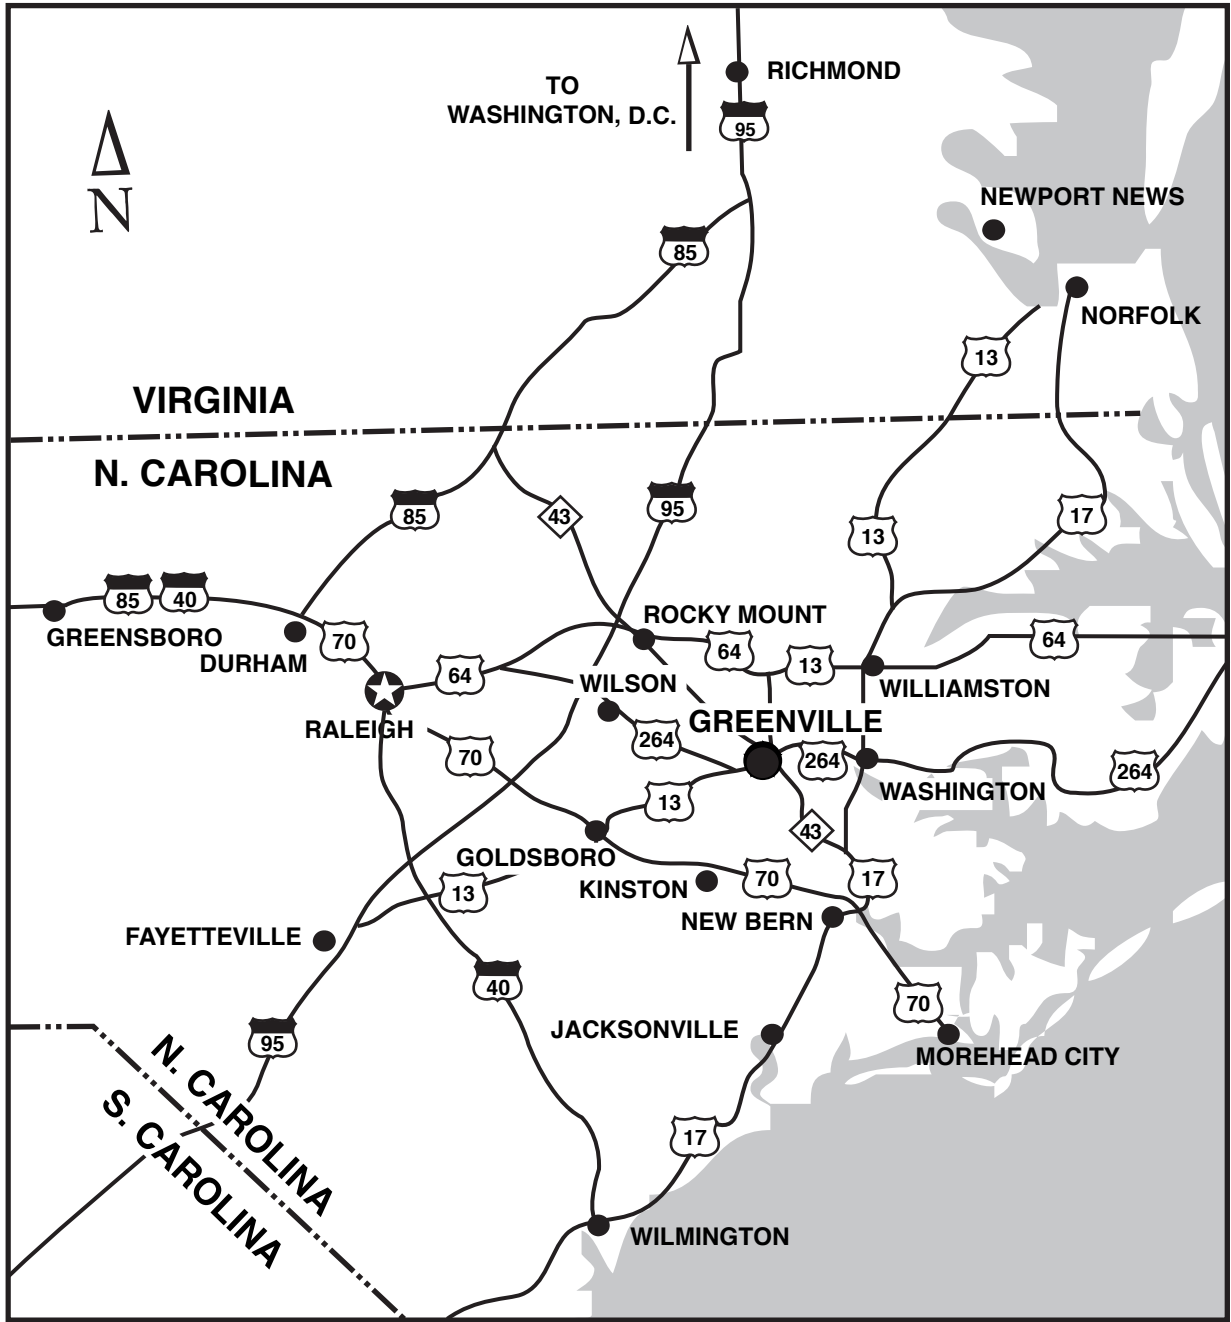 RICHMOND
TO
WASHINGTON, D.C.
95
N
NEWPORT NEWS
85
NORFOLK
13
VIRGINIA
N. CAROLINA
95
85
43
17
13
85
40
ROCKY MOUNT
GREENSBORO
70
64
64
DURHAM
64
13
WILSON
WILLIAMSTON
RALEIGH
GREENVILLE
264
70
264
264
WASHINGTON
13
43
GOLDSBORO
KINSTON
70
17
13
NEW BERN
FAYETTEVILLE
40
70
JACKSONVILLE
95
MOREHEAD CITY
N. CAROLINA
S. CAROLINA
17
WILMINGTON